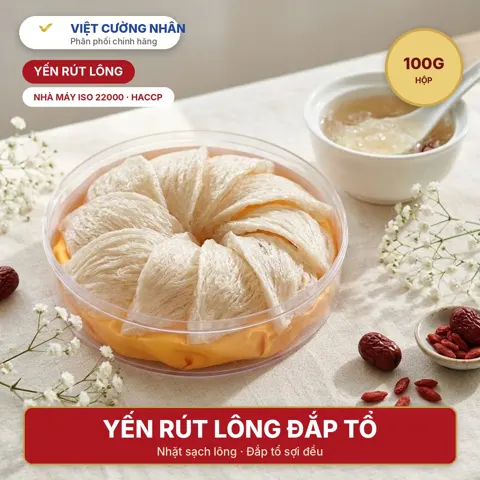 VIỆT CƯỜNG NHÂN
Phân phối chính hãng
YẾN RÚT LÔNG
NHÀ MÁY ISO 22000 · HACCP
100G
HỘP
YẾN RÚT LÔNG ĐẮP TỔ
Nhặt sạch lông · Đắp tổ sợi đều